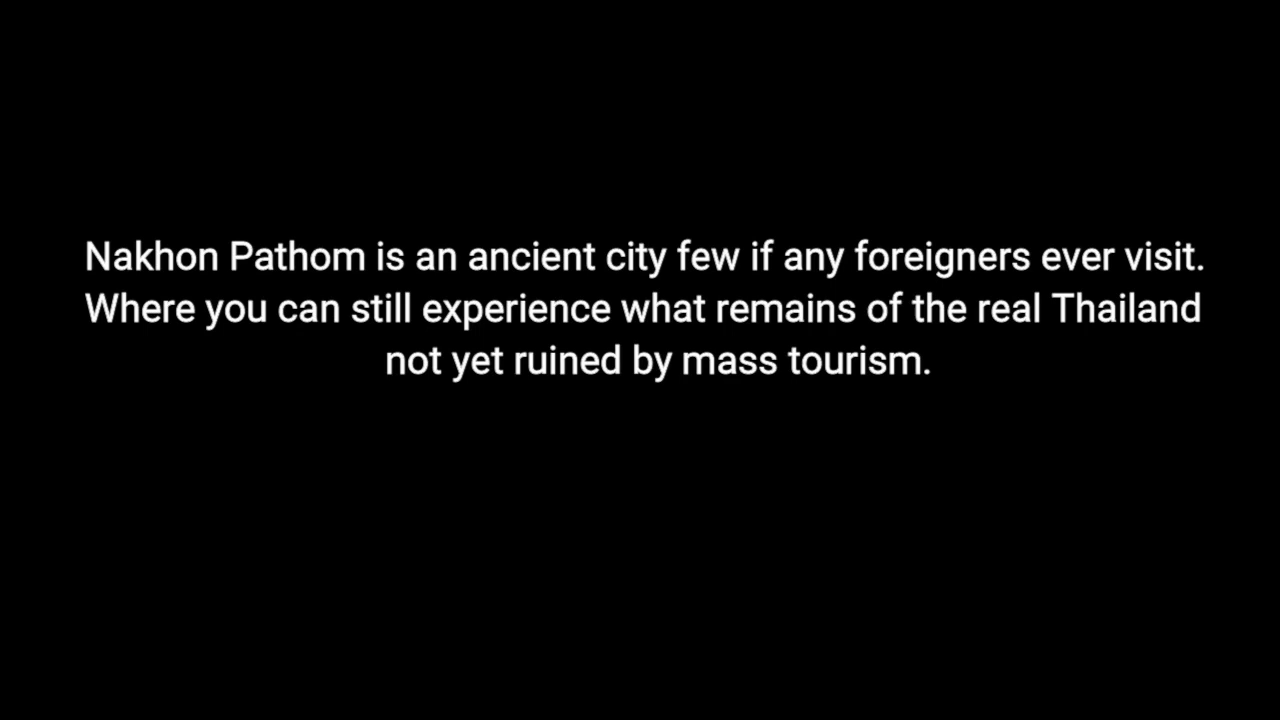 Nakhon Pathom is an ancient city few if any foreigners ever visit.
Where you can still experience what remains of the real Thailand
not yet ruined by mass tourism.